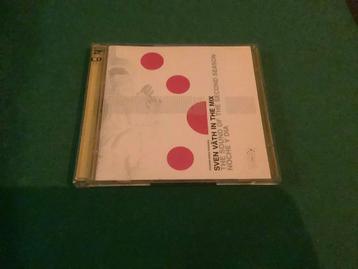 SVEN VÄTH IN THE MIX
THE SOUND OF THE SECOND SEASON
NOCHE Y DIA